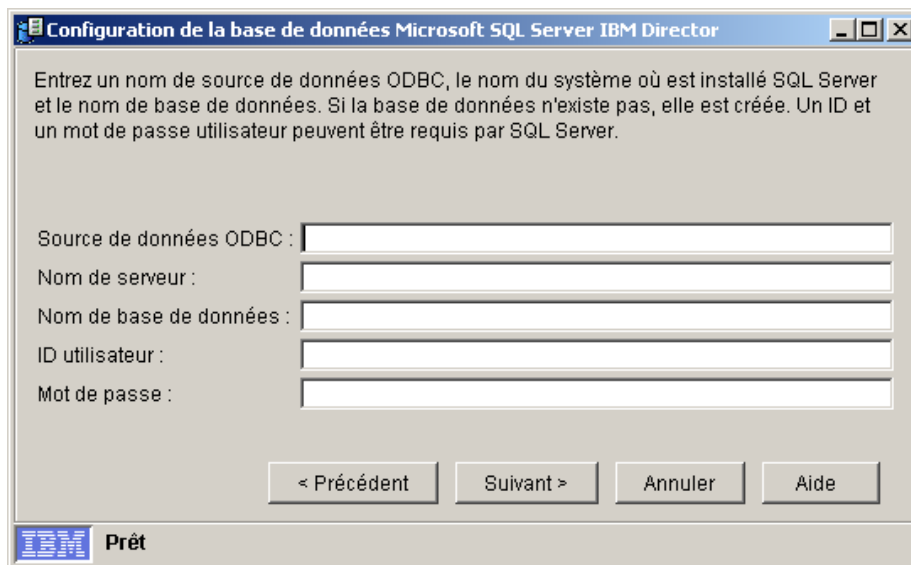 Configuration de la base de données Microsoft SQL Server IBM Director
Entrez un nom de source de données ODBC, le nom du système où est installé SQL Server
et le nom de base de données. Si la base de données n'existe pas, elle est créée. Un ID et
un mot de passe utilisateur peuvent être requis par SQL Server.
Source de données ODBC :
Nom de serveur :
Nom de base de données :
ID utilisateur :
Mot de passe :
< Précédent Suivant > Annuler Aide
IBM Prêt